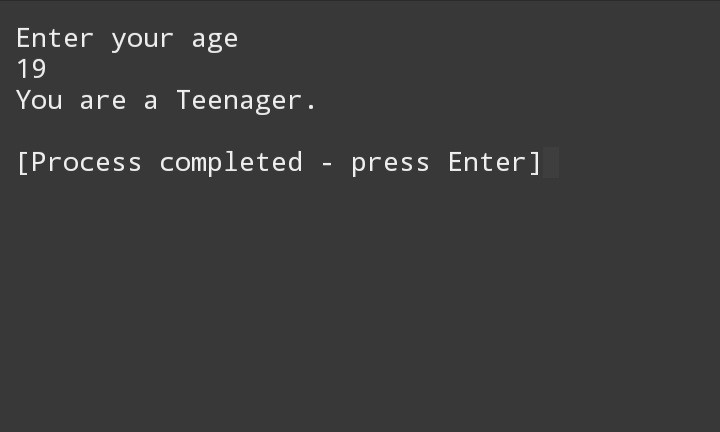 Enter your age
19
You are a Teenager.
[Process completed - press Enter]